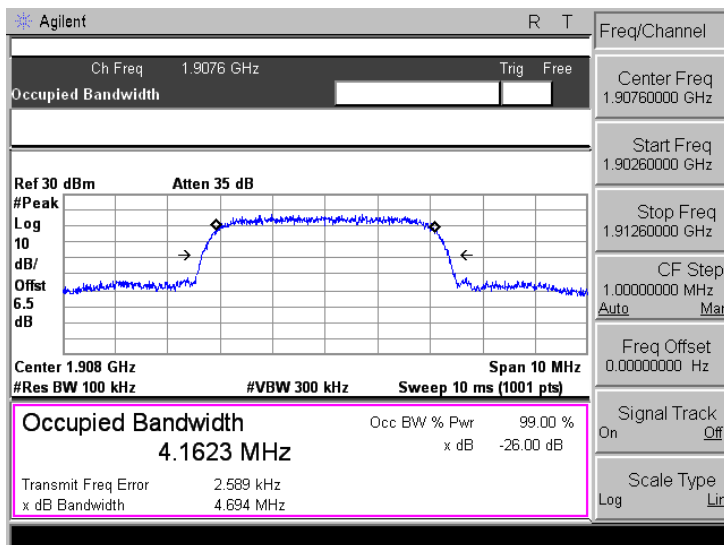 Agilent R T
Ch Freq 1.9076 GHz Trig Free
Occupied Bandwidth
Ref 30 dBm Atten 35 dB
#Peak
Log
10
dB/
Offst
6.5
dB
Center 1.908 GHz Span 10 MHz
#Res BW 100 kHz #VBW 300 kHz Sweep 10 ms (1001 pts)
Occupied Bandwidth
4.1623 MHz
Occ BW % Pwr 99.00 %
x dB -26.00 dB
Transmit Freq Error 2.589 kHz
x dB Bandwidth 4.694 MHz
Freq/Channel
Center Freq
1.90760000 GHz
Start Freq
1.90260000 GHz
Stop Freq
1.91260000 GHz
CF Step
1.00000000 MHz
Auto Man
Freq Offset
0.00000000 Hz
Signal Track
On Off
Scale Type
Log Lin